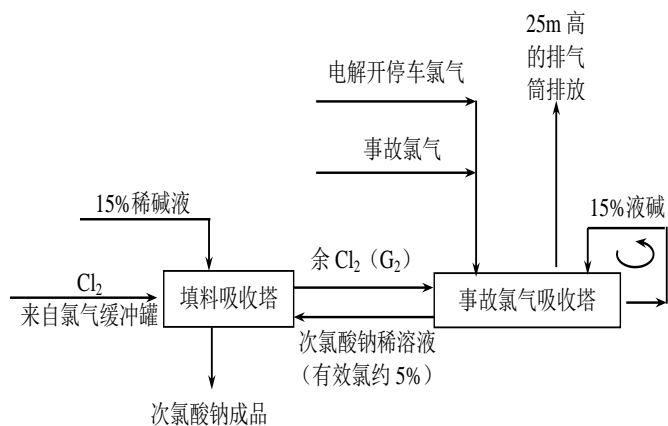 25m 高
的排气
筒排放
电解开停车氯气
事故氯气
15%稀碱液
15%液碱
余 Cl₂（G₂）
Cl₂
来自氯气缓冲罐
填料吸收塔
事故氯气吸收塔
次氯酸钠稀溶液
（有效氯约 5%）
次氯酸钠成品